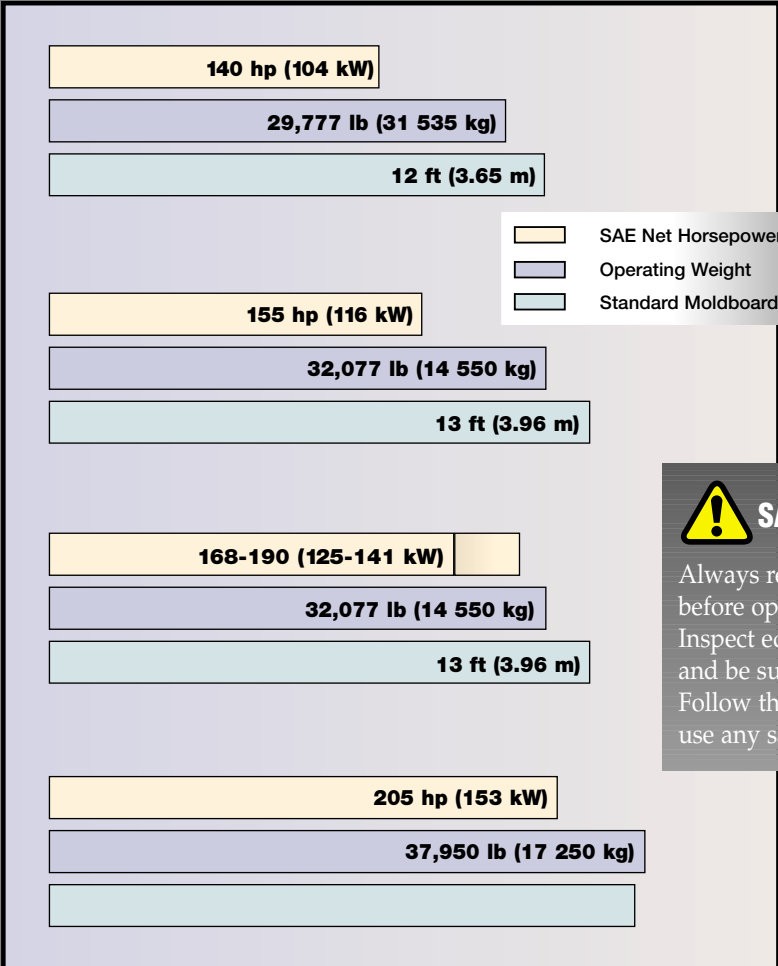 140 hp (104 kW)
29,777 lb (31 535 kg)
12 ft (3.65 m)
SAE Net Horsepower
Operating Weight
Standard Moldboard
155 hp (116 kW)
32,077 lb (14 550 kg)
13 ft (3.96 m)
168-190 (125-141 kW)
32,077 lb (14 550 kg)
13 ft (3.96 m)
Always
before
Inspect
and be
Follow
use any
205 hp (153 kW)
37,950 lb (17 250 kg)